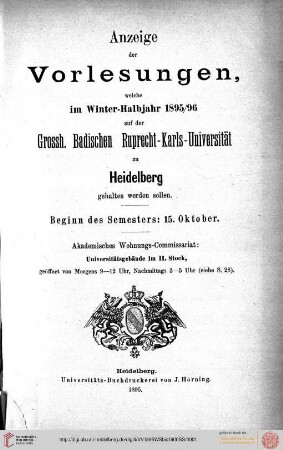 Anzeige
der
Vorlesungen,
welche
im Winter-Halbjahr 1895/96
auf der
Grossh. Badischen Ruprecht-Karls-Universität
zu
Heidelberg
gehalten werden sollen.
Beginn des Semesters: 15. Oktober.
Akademisches Wohnungs-Commissariat:
Universitätsgebäude im II. Stock,
geöffnet von Morgens 9—12 Uhr, Nachmittags 3—5 Uhr (siehe S. 28).
Heidelberg.
Universitäts-Buchdruckerei von J. Hörning.
1895.